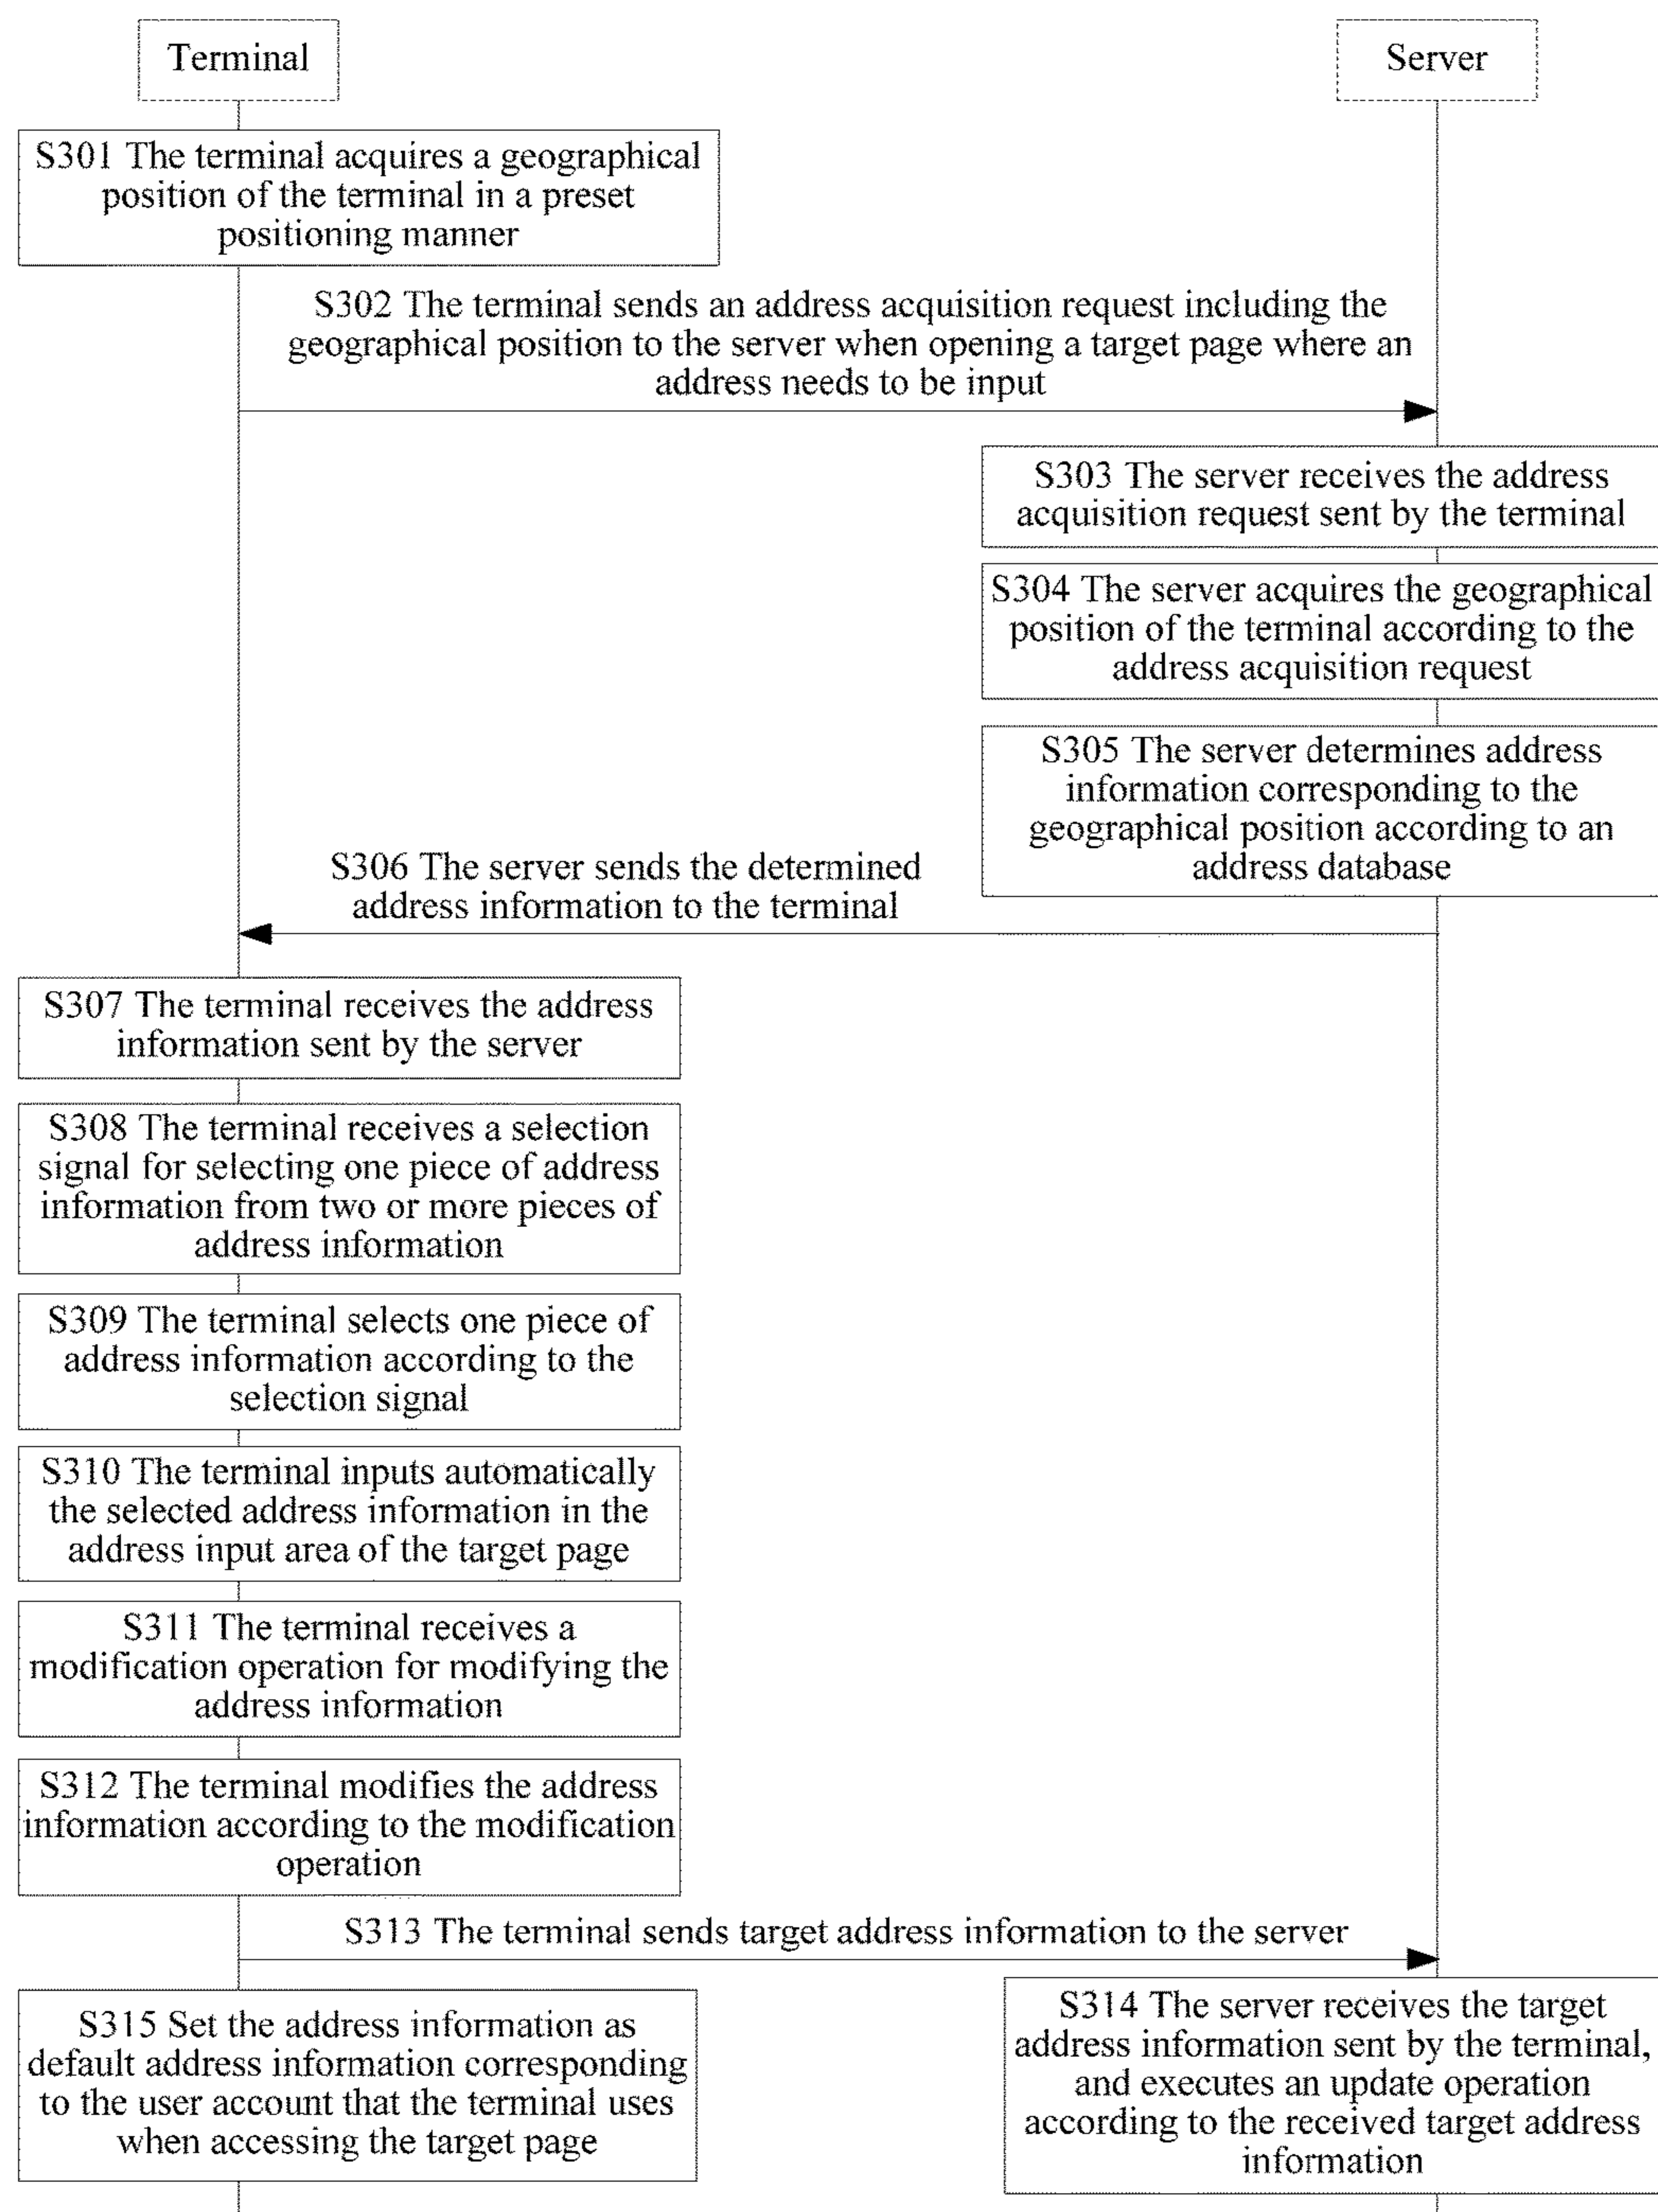 Terminal
Server
S301 The terminal acquires a geographical
position of the terminal in a preset
positioning manner
S302 The terminal sends an address acquisition request including the
geographical position to the server when opening a target page where an
address needs to be input
S303 The server receives the address
acquisition request sent by the terminal
S304 The server acquires the geographical
position of the terminal according to the
address acquisition request
S305 The server determines address
information corresponding to the
geographical position according to an
address database
S306 The server sends the determined
address information to the terminal
S307 The terminal receives the address
information sent by the server
S308 The terminal receives a selection
signal for selecting one piece of address
information from two or more pieces of
address information
S309 The terminal selects one piece of
address information according to the
selection signal
S310 The terminal inputs automatically
the selected address information in the
address input area of the target page
S311 The terminal receives a
modification operation for modifying the
address information
S312 The terminal modifies the address
information according to the modification
operation
S313 The terminal sends target address information to the server
S315 Set the address information as
default address information corresponding
to the user account that the terminal uses
when accessing the target page
S314 The server receives the target
address information sent by the terminal,
and executes an update operation
according to the received target address
information